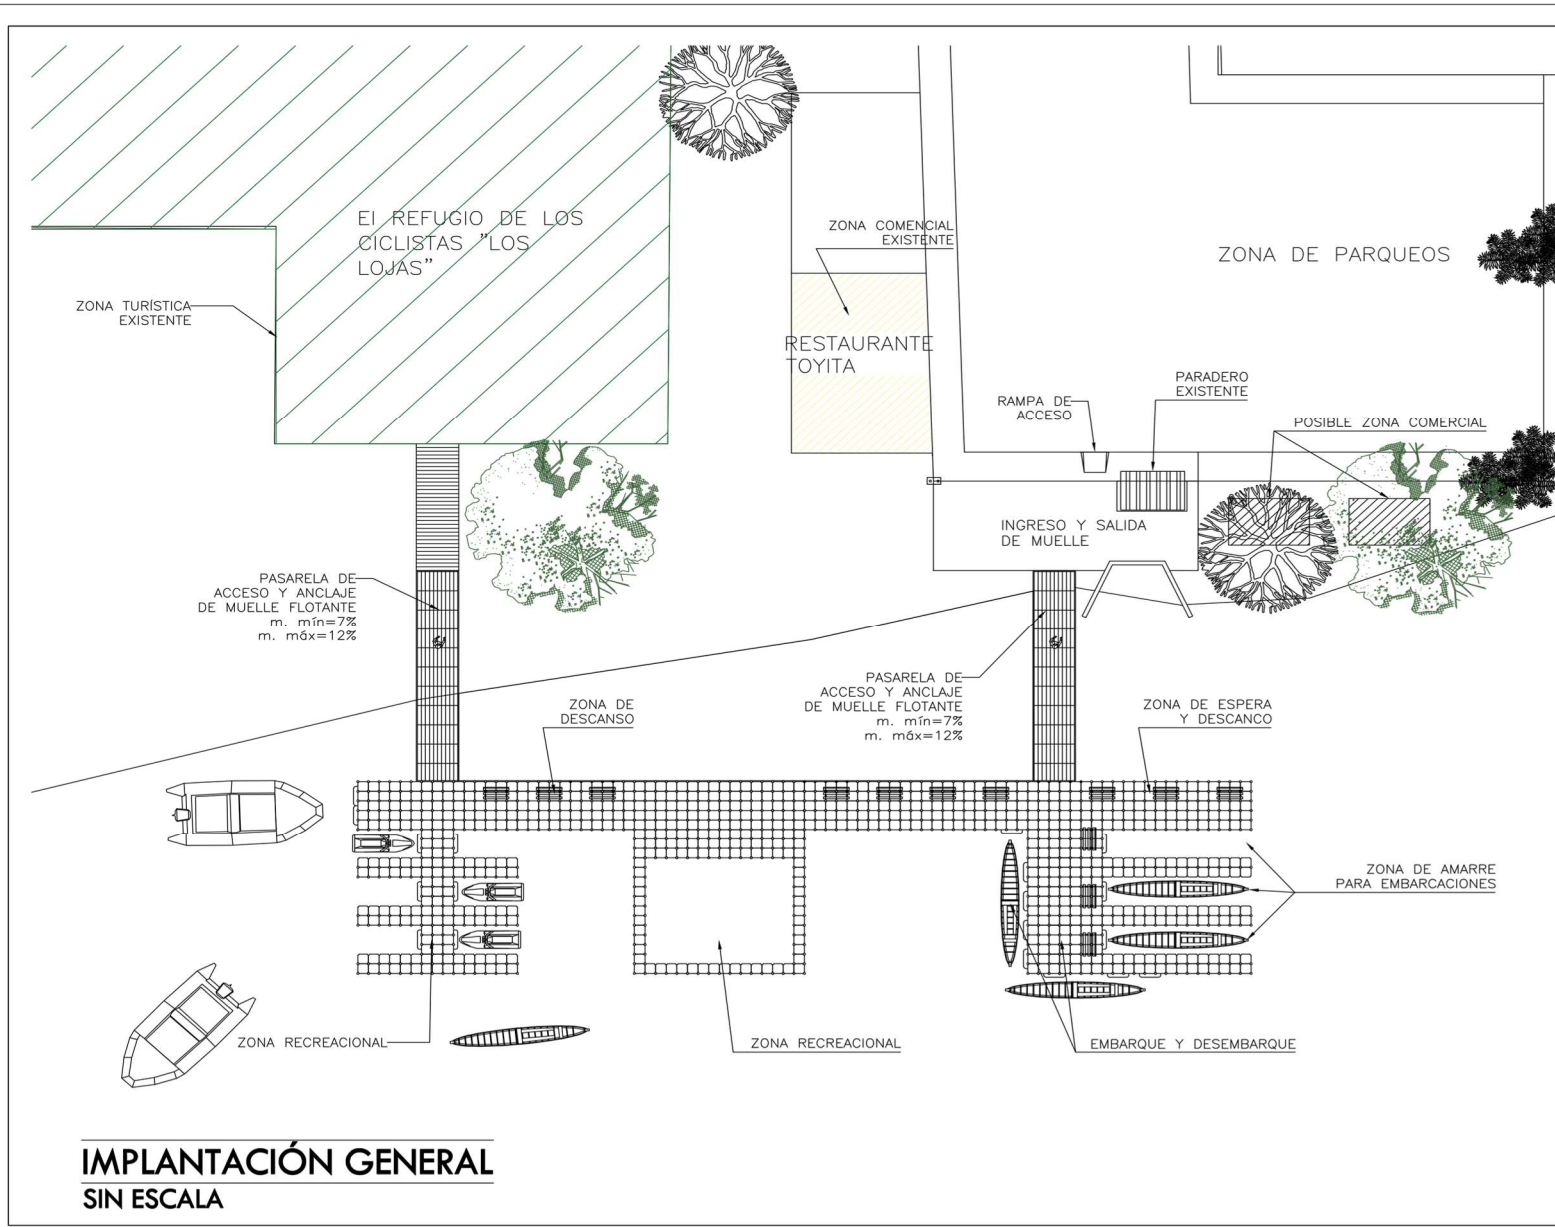 El REFUGIO DE LOS
CICLISTAS "LOS
LOJAS"
ZONA COMENCIAL
EXISTENTE
ZONA DE PARQUEOS
ZONA TURÍSTICA
EXISTENTE
RESTAURANTE
TOYITA
PARADERO
EXISTENTE
RAMPA DE
ACCESO
POSIBLE ZONA COMERCIAL
INGRESO Y SALIDA
DE MUELLE
PASARELA DE
ACCESO Y ANCLAJE
DE MUELLE FLOTANTE
m. mín=7%
m. máx=12%
PASARELA DE
ACCESO Y ANCLAJE
DE MUELLE FLOTANTE
m. mín=7%
m. máx=12%
ZONA DE
DESCANSO
ZONA DE ESPERA
Y DESCANCO
ZONA DE AMARRE
PARA EMBARCACIONES
ZONA RECREACIONAL
ZONA RECREACIONAL
EMBARQUE Y DESEMBARQUE
IMPLANTACIÓN GENERAL
SIN ESCALA